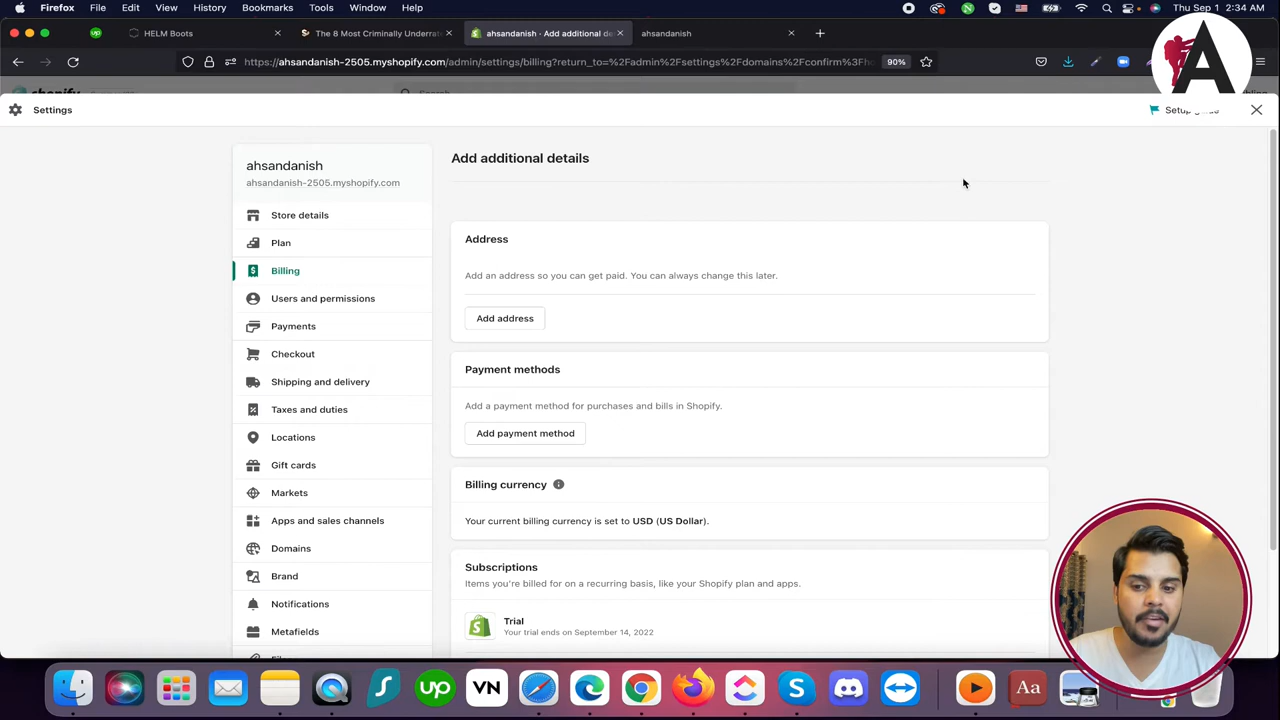 Firefox File Edit View History Bookmarks Tools Window Help Thu Sep 1 2:34 AM
HELM Boots The 8 Most Criminally Underrat ahsandanish · Add additional de ahsandanish
https://ahsandanish-2505.myshopify.com/admin/settings/billing?return_to=%2Fadmin%2Fsettings%2Fdomains%2Fconfirm%3Fho 90%
Settings
ahsandanish
ahsandanish-2505.myshopify.com
Store details
Plan
Billing
Users and permissions
Payments
Checkout
Shipping and delivery
Taxes and duties
Locations
Gift cards
Markets
Apps and sales channels
Domains
Brand
Notifications
Metafields
Add additional details
Address
Add an address so you can get paid. You can always change this later.
Add address
Payment methods
Add a payment method for purchases and bills in Shopify.
Add payment method
Billing currency
Your current billing currency is set to USD (US Dollar).
Subscriptions
Items you're billed for on a recurring basis, like your Shopify plan and apps.
Trial
Your trial ends on September 14, 2022
up
VN
Aa